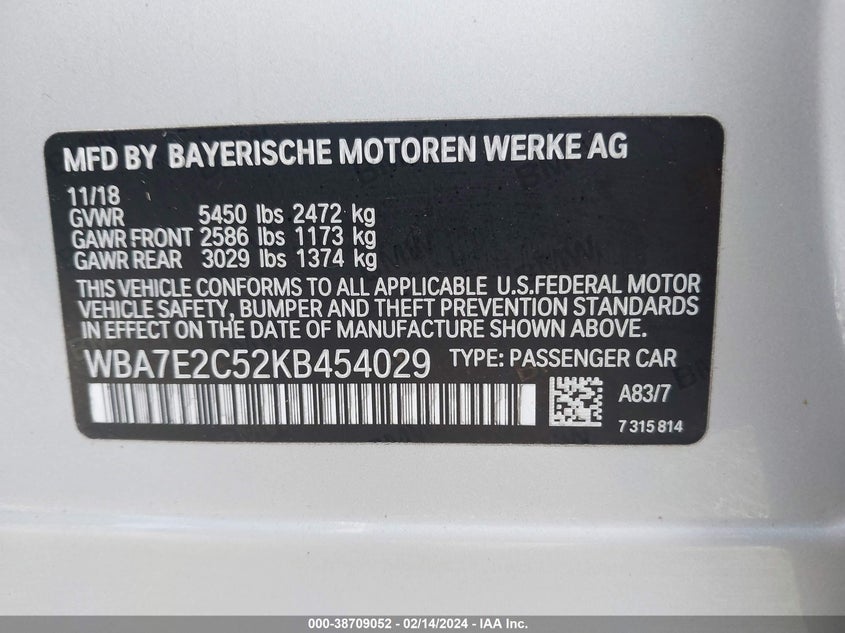 MFD BY BAYERISCHE MOTOREN WERKE AG
11/18
GVWR 5450 lbs 2472 kg
GAWR FRONT 2586 lbs 1173 kg
GAWR REAR 3029 lbs 1374 kg
THIS VEHICLE CONFORMS TO ALL APPLICABLE U.S.FEDERAL MOTOR
VEHICLE SAFETY, BUMPER AND THEFT PREVENTION STANDARDS
IN EFFECT ON THE DATE OF MANUFACTURE SHOWN ABOVE.
WBA7E2C52KB454029 TYPE: PASSENGER CAR
A83/7
7 315 814
000-38709052 - 02/14/2024 - IAA Inc.